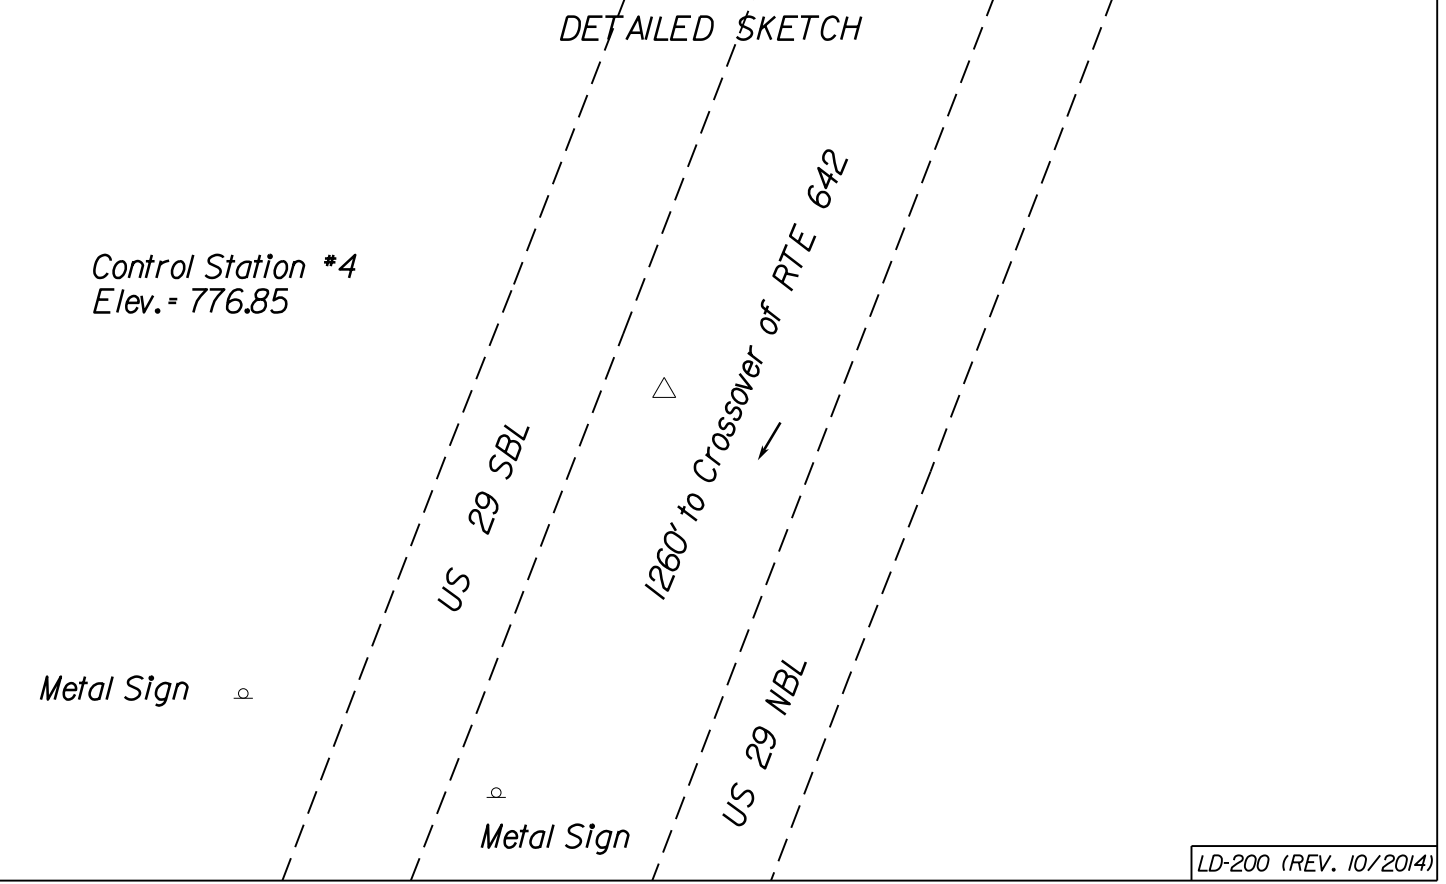 DETAILED SKETCH
Control Station #4
Elev.= 776.85
1260' to Crossover of RTE 642
US 29 SBL
US 29 NBL
Metal Sign
Metal Sign
LD-200 (REV. 10/2014)